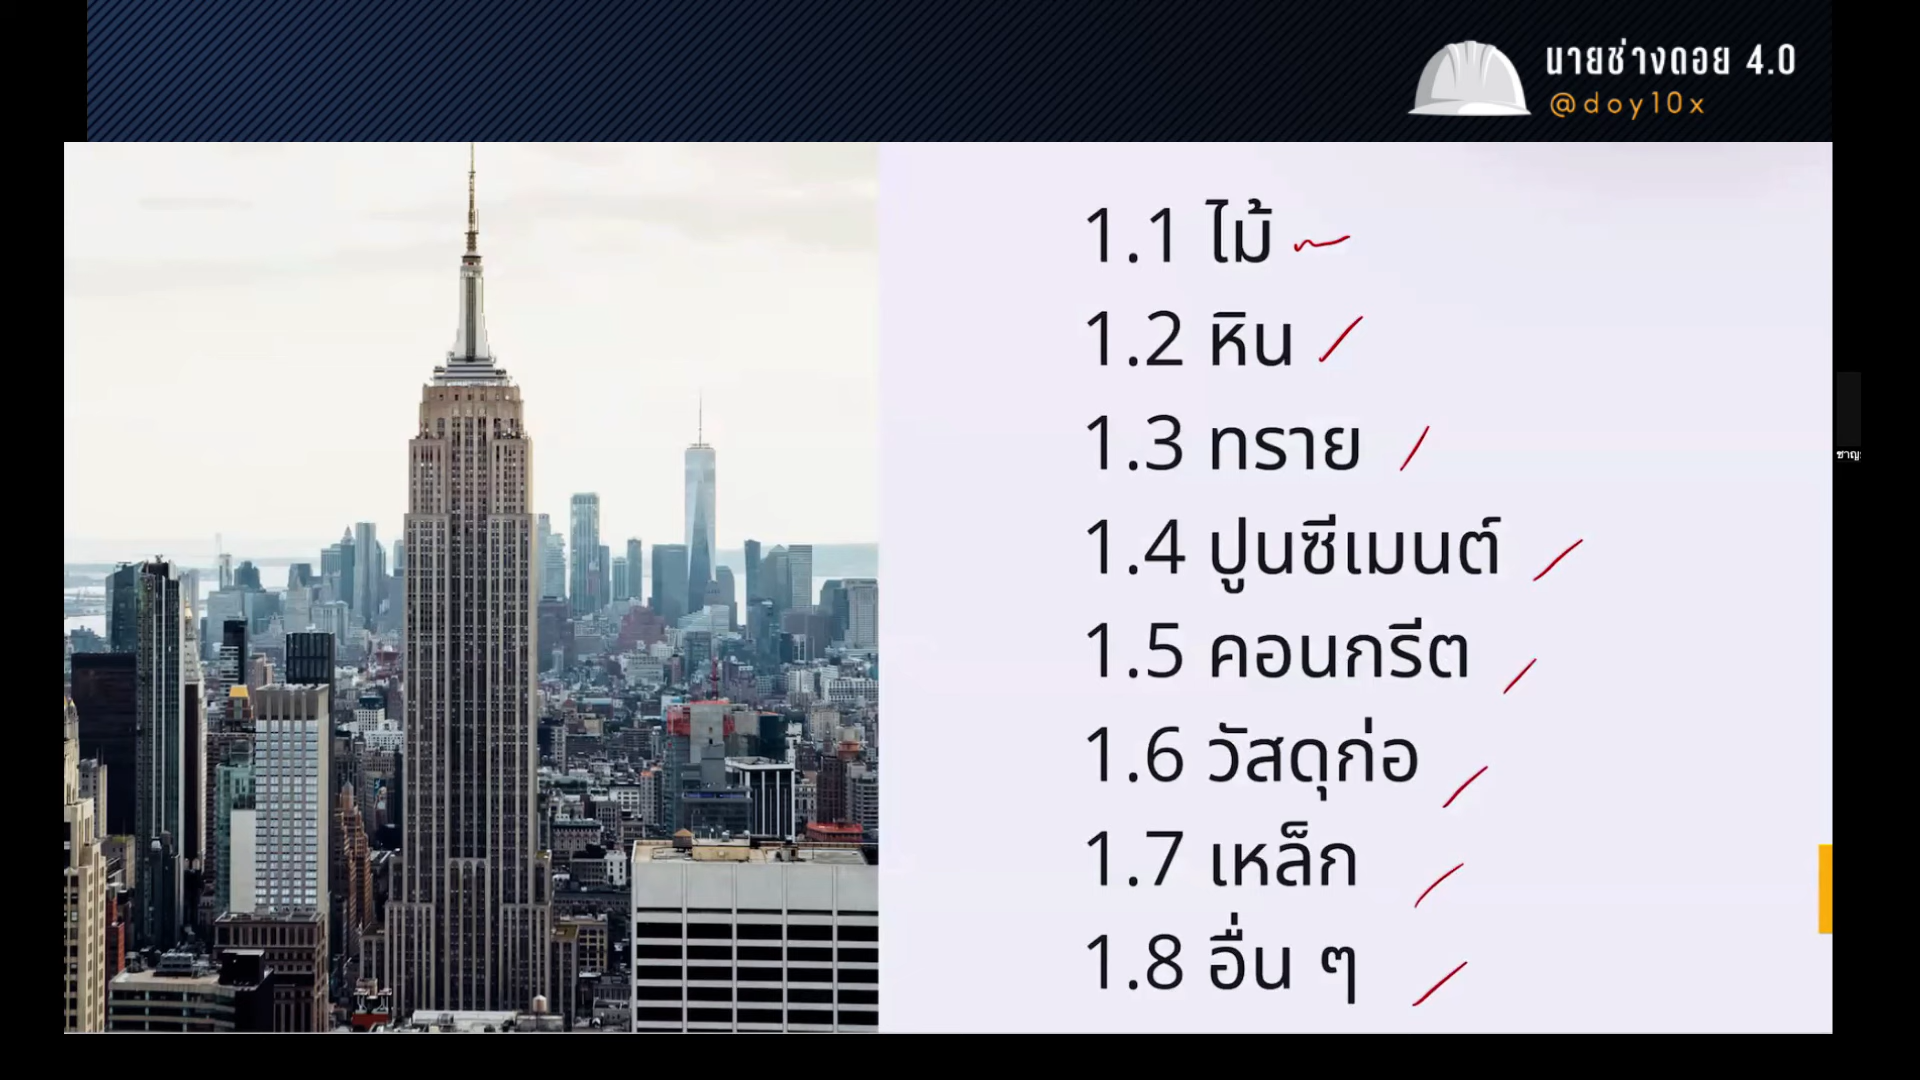 นายช่างดอย 4.0
@doy10x
1.1 ไม้
1.2 หิน
1.3 ทราย
1.4 ปูนซีเมนต์
1.5 คอนกรีต
1.6 วัสดุก่อ
1.7 เหล็ก
1.8 อื่น ๆ